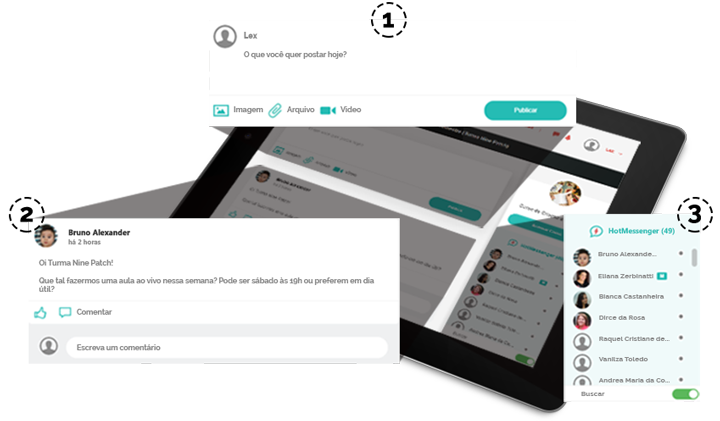 1
Lex
O que você quer postar hoje?
Imagem Arquivo Video
Publicar
2
Bruno Alexander
há 2 horas
Oi Turma Nine Patch!
Que tal fazermos uma aula ao vivo nessa semana? Pode ser sábado às 19h ou preferem em dia
útil?
Comentar
Escreva um comentário
3
HotMessenger (49)
Bruno Alexande...
Eliana Zerbinatti
Bianca Castanheira
Dirce da Rosa
Raquel Cristiane de...
Vanilza Toledo
Andrea Maria da Co...
Buscar